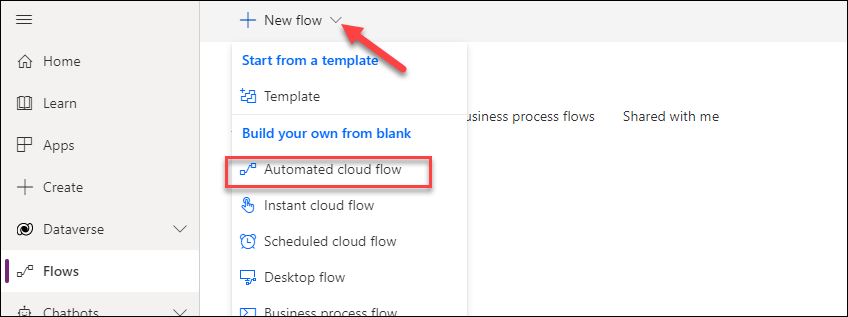 New flow
Home
Start from a template
Learn
Template
Apps
usiness process flows Shared with me
Build your own from blank
Create
Automated cloud flow
Instant cloud flow
Dataverse
Scheduled cloud flow
Flows
Desktop flow
Chatbots
Business process flow